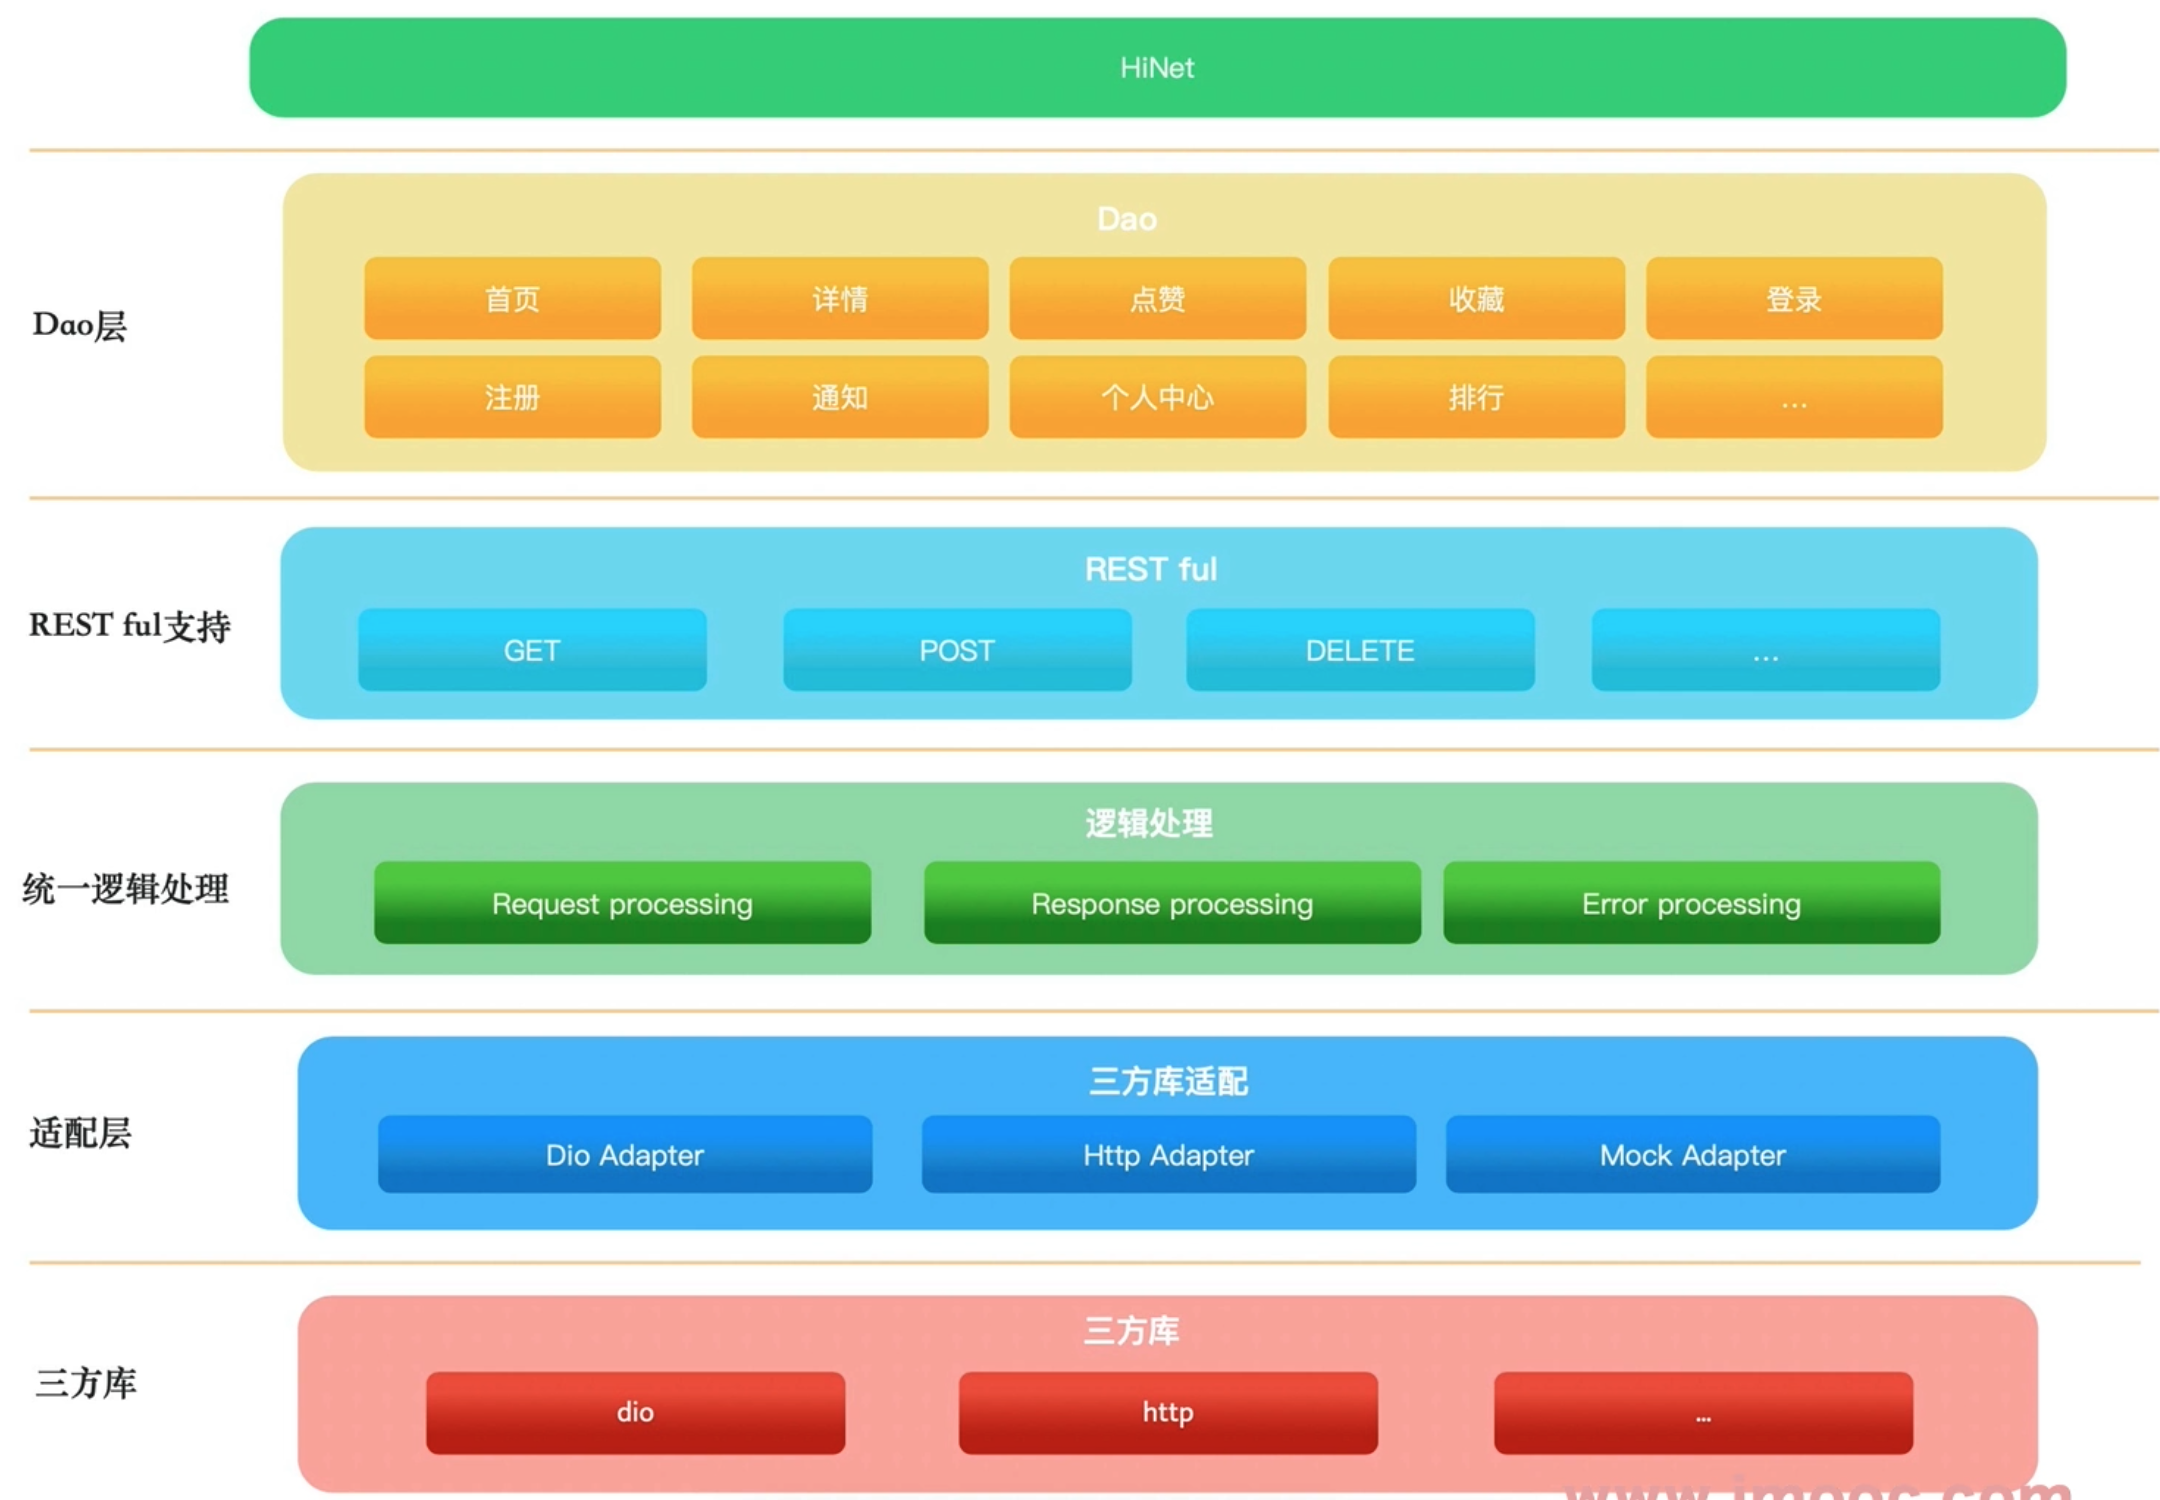 HiNet
Dao层
Dao
首页 详情 点赞 收藏 登录
注册 通知 个人中心 排行 ...
REST ful支持
REST ful
GET POST DELETE ...
统一逻辑处理
逻辑处理
Request processing Response processing Error processing
适配层
三方库适配
Dio Adapter Http Adapter Mock Adapter
三方库
三方库
dio http ...
www.imooc.com